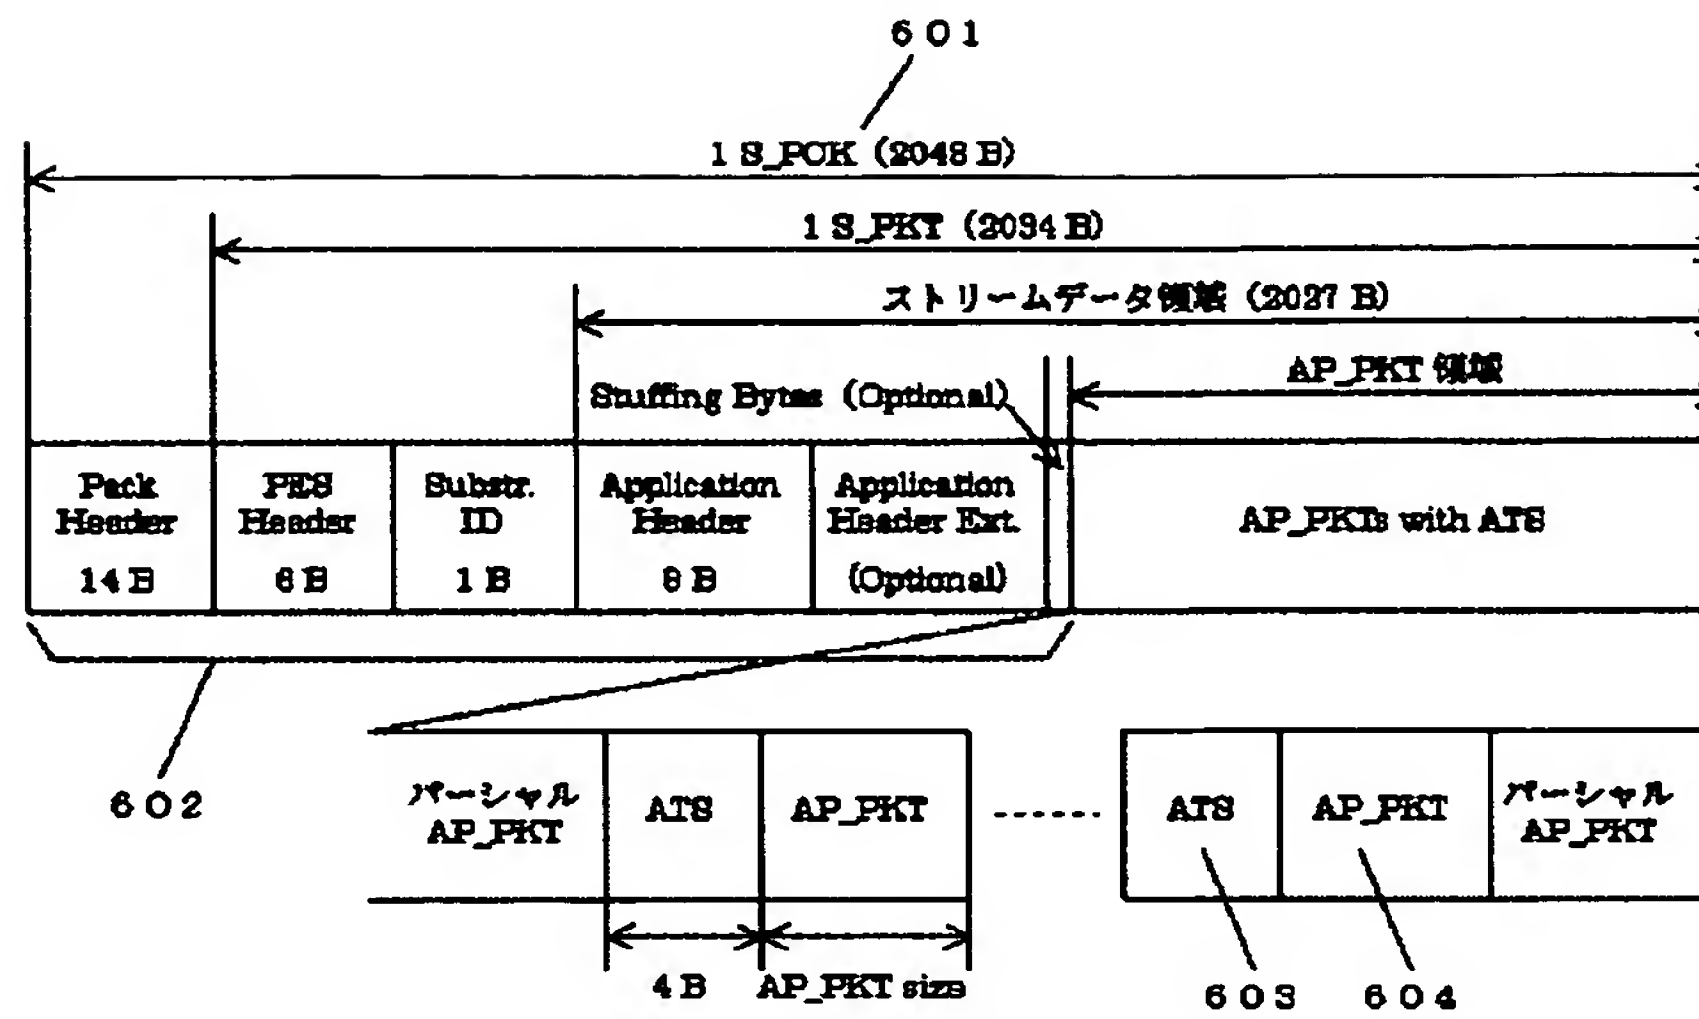 601
1 S_PCK (2048 B)
1 S_PKT (2034 B)
ストリームデータ領域 (2027 B)
AP_PKT 領域
Stuffing Bytes (Optional)
Pack
Header
14 B
PES
Header
6 B
Substr.
ID
1 B
Application
Header
9 B
Application
Header Ext.
(Optional)
AP_PKTs with ATS
602
パーシャル
AP_PKT
ATS
AP_PKT
ATS
AP_PKT
パーシャル
AP_PKT
4 B
AP_PKT size
603
604